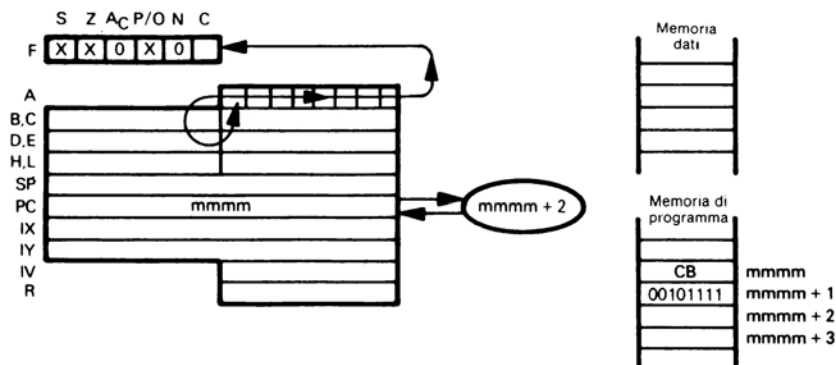 S Z AC P/O N C
F X X 0 X 0
A
B,C
D,E
H,L
SP
PC mmmm
mmmm + 2
IX
IY
IV
R
Memoria
dati
Memoria di
programma
CB mmmm
00101111 mmmm + 1
mmmm + 2
mmmm + 3